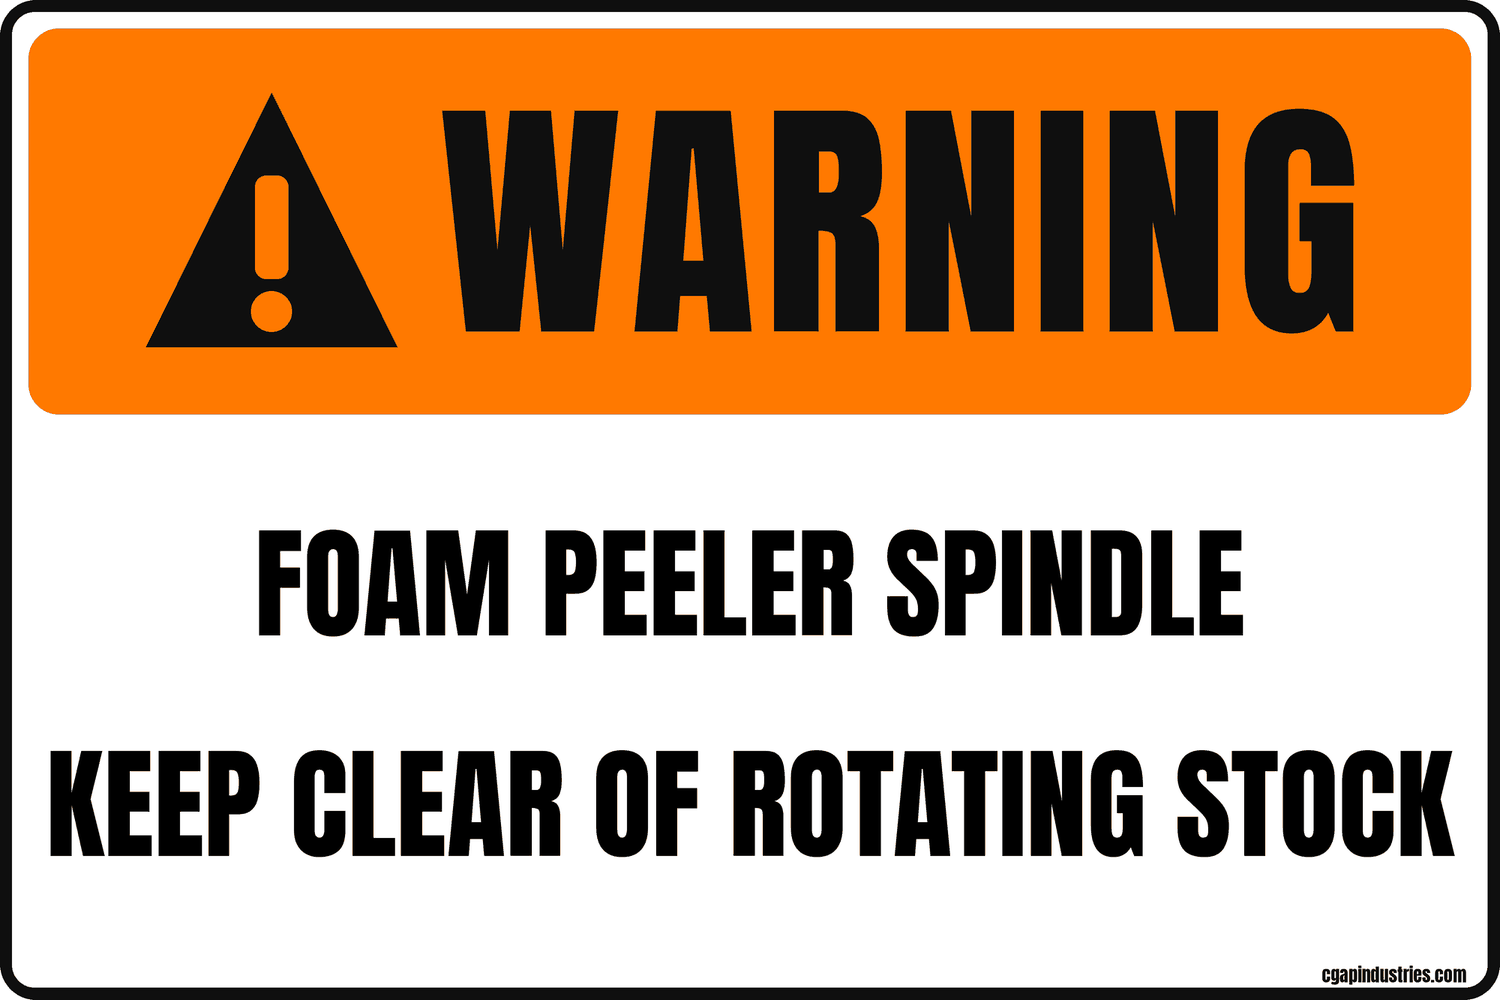 WARNING
FOAM PEELER SPINDLE
KEEP CLEAR OF ROTATING STOCK
cgapindustries.com